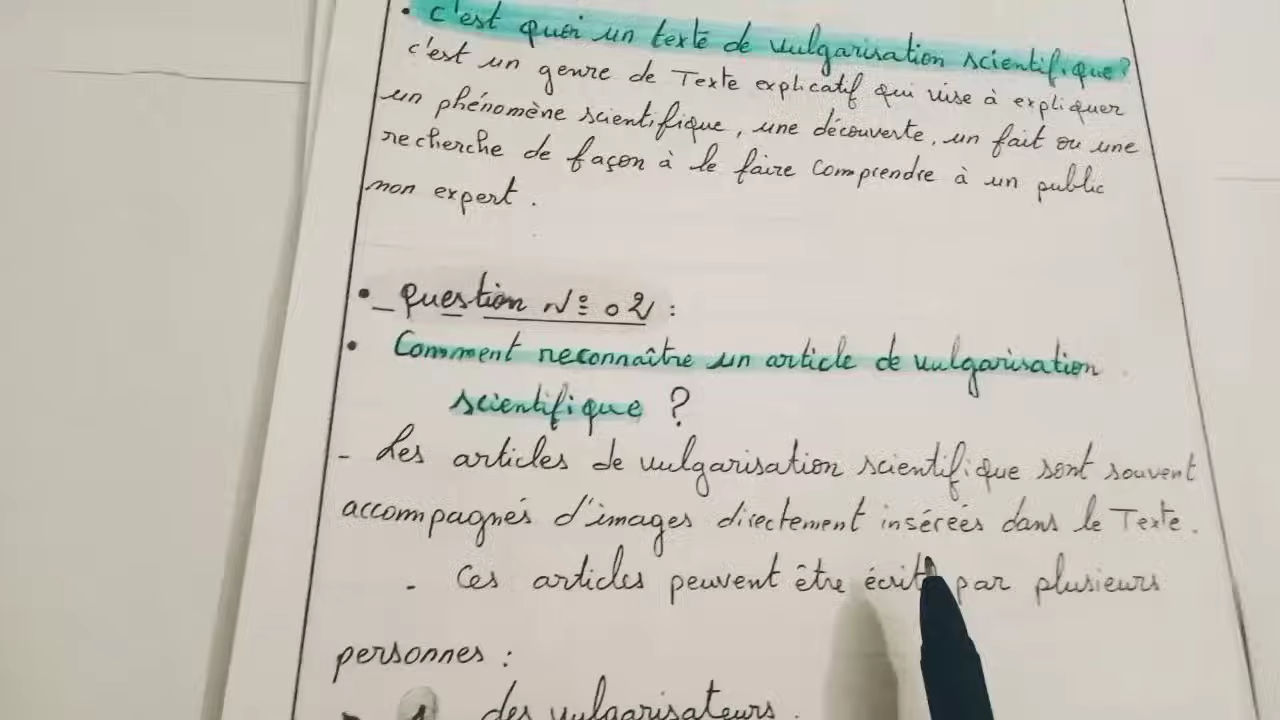 • c'est quoi un texte de vulgarisation scientifique ?
c'est un genre de Texte explicatif qui vise à expliquer
un phénomène scientifique, une découverte, un fait ou une
recherche de façon à le faire comprendre à un public
non expert.
• _ Question N° 02 :
• Comment reconnaître un article de vulgarisation
scientifique ?
- Les articles de vulgarisation scientifique sont souvent
accompagnés d'images directement insérées dans le Texte.
- Ces articles peuvent être écrits par plusieurs
personnes :
des vulgarisateurs.